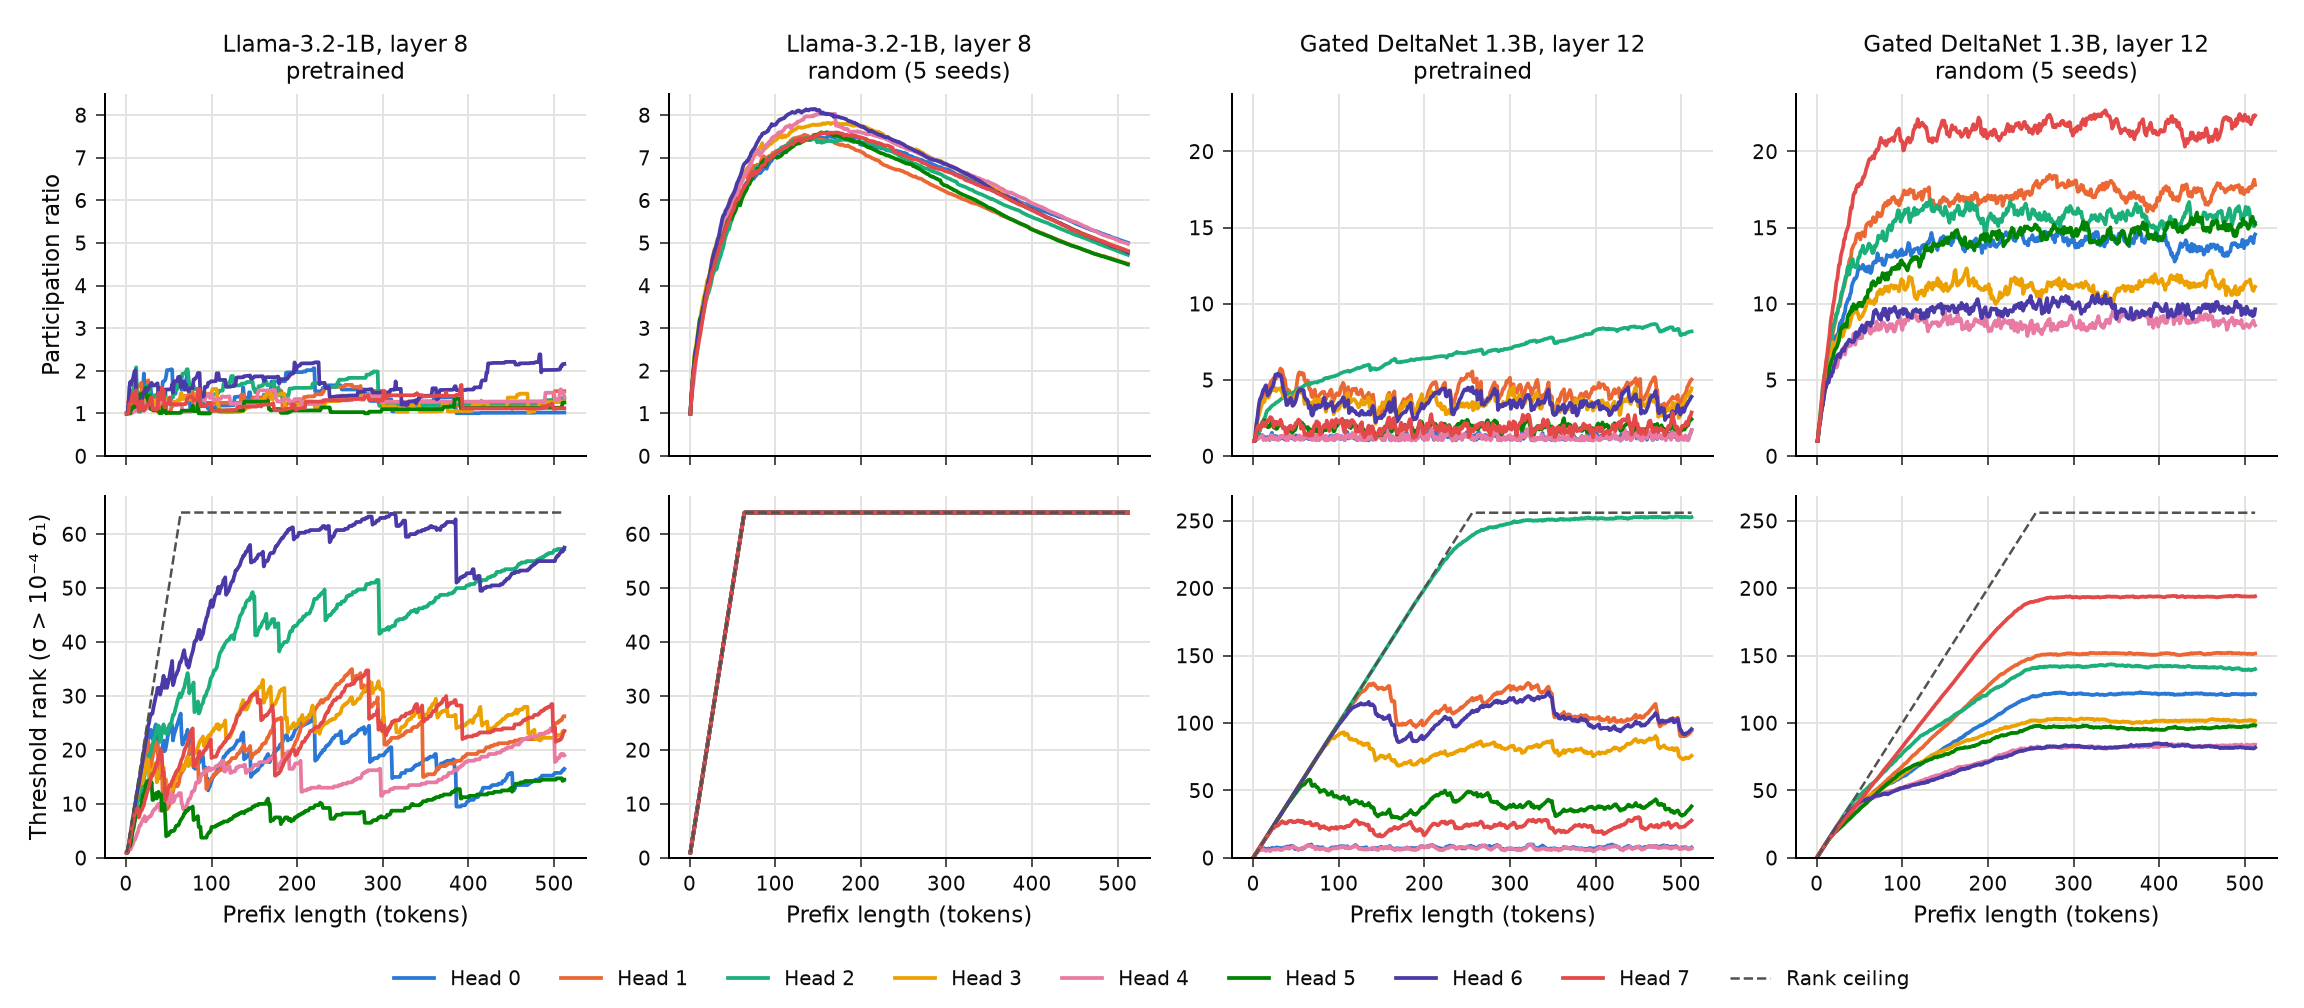 Llama-3.2-1B, layer 8
pretrained
Llama-3.2-1B, layer 8
random (5 seeds)
Gated DeltaNet 1.3B, layer 12
pretrained
Gated DeltaNet 1.3B, layer 12
random (5 seeds)
Participation ratio
8
7
6
5
4
3
2
1
0
8
7
6
5
4
3
2
1
0
20
15
10
5
0
20
15
10
5
0
Threshold rank (σ > 10⁻⁴ σ₁)
60
50
40
30
20
10
0
60
50
40
30
20
10
0
250
200
150
100
50
0
250
200
150
100
50
0
0 100 200 300 400 500
0 100 200 300 400 500
0 100 200 300 400 500
0 100 200 300 400 500
Prefix length (tokens)
Prefix length (tokens)
Prefix length (tokens)
Prefix length (tokens)
Head 0 Head 1 Head 2 Head 3 Head 4 Head 5 Head 6 Head 7 Rank ceiling